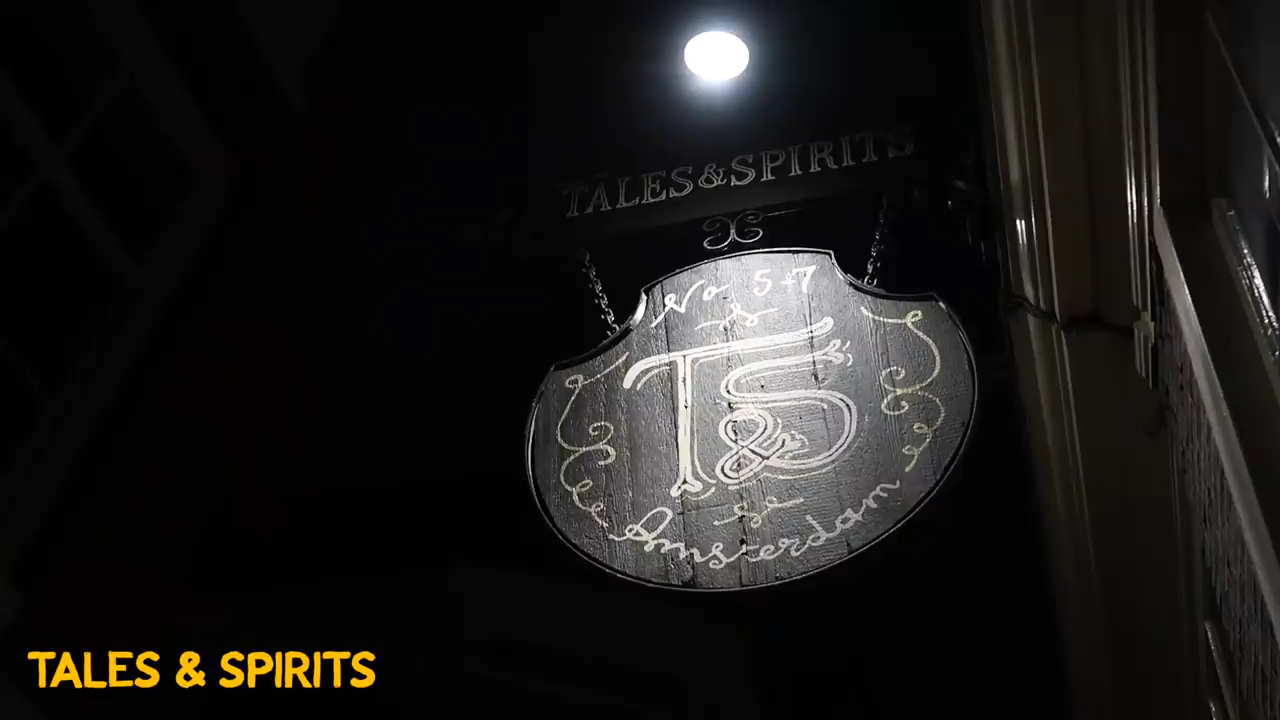 TALES&SPIRITS
No 5+7
T&S
Amsterdam
TALES & SPIRITS